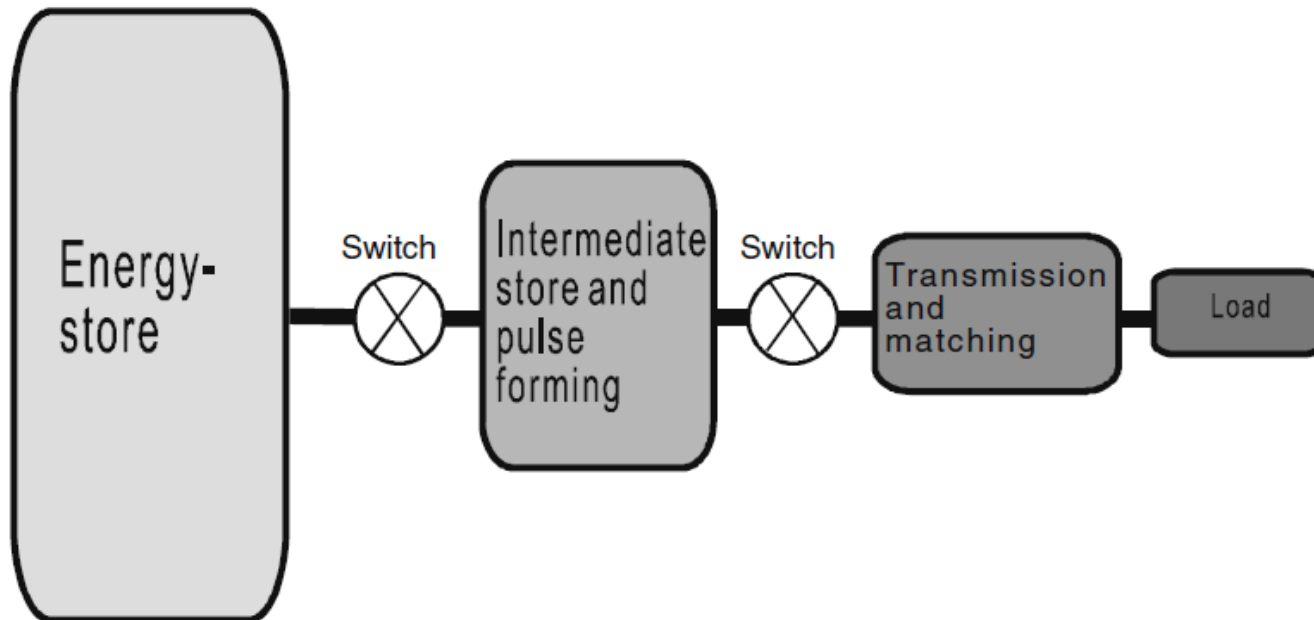 Energy-
store
Switch
Intermediate
store and
pulse
forming
Switch
Transmission
and
matching
Load